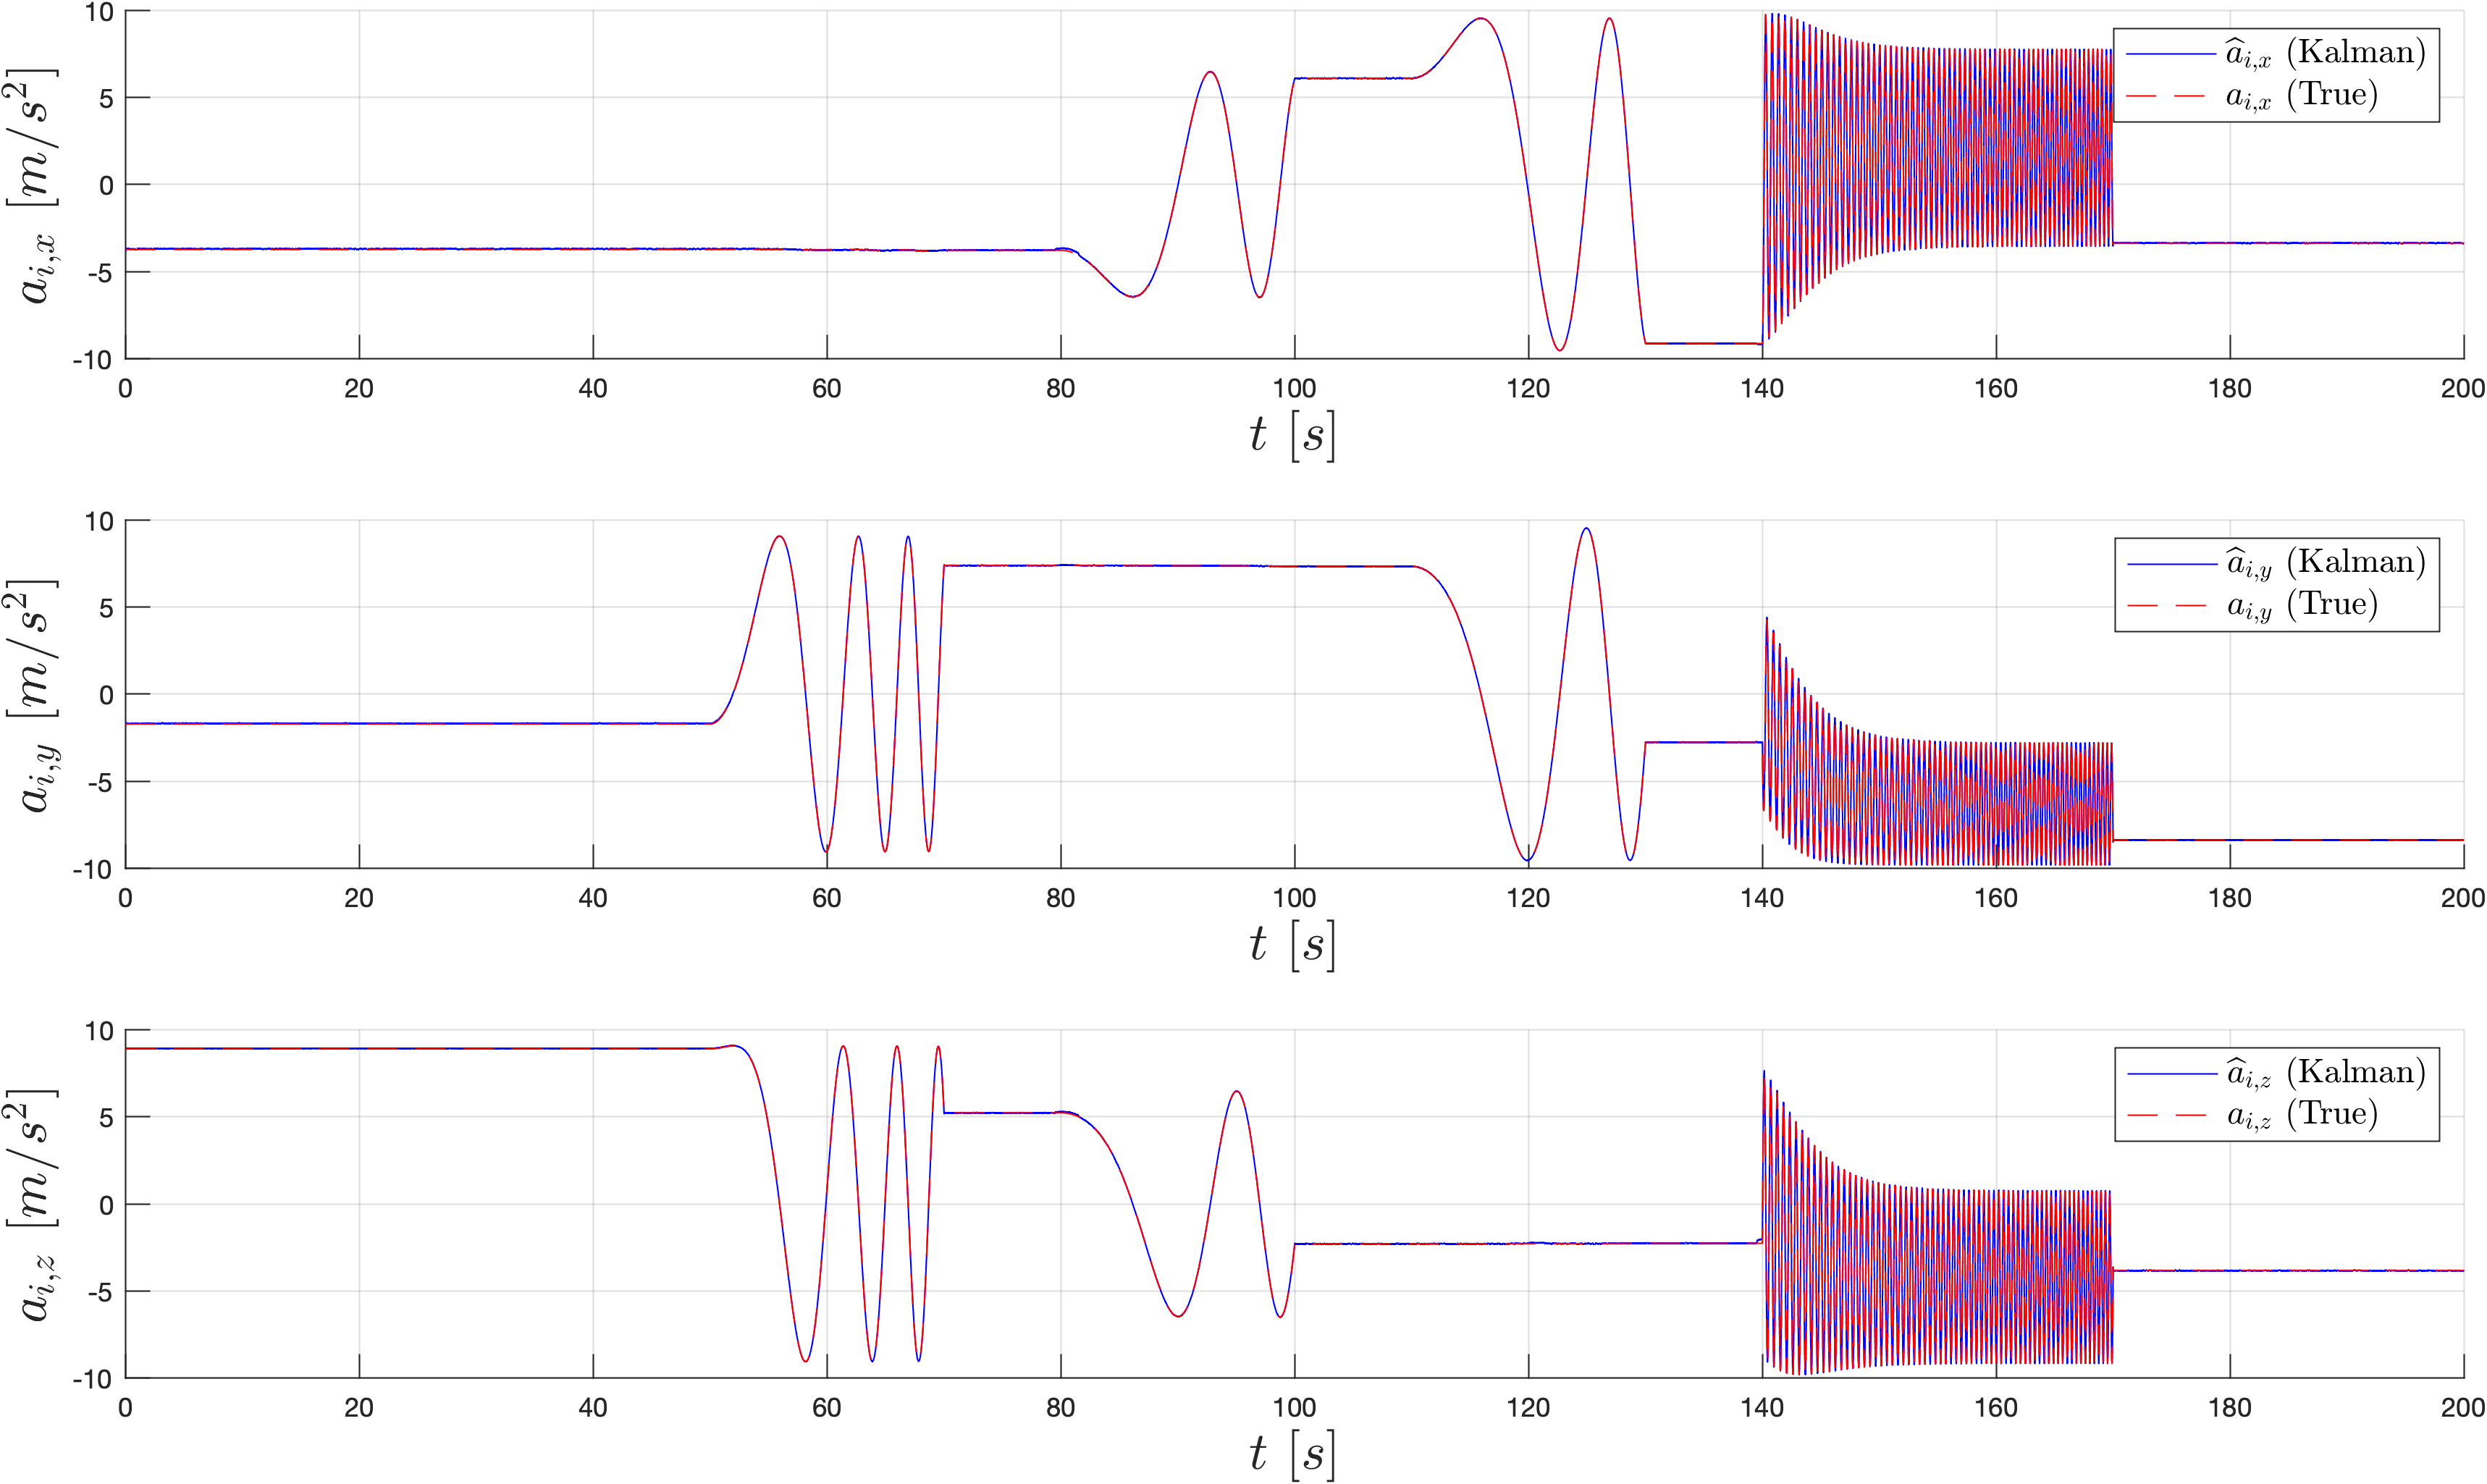 10
5
0
-5
-10
a_{i,x} [m/s^2]
0 20 40 60 80 100 120 140 160 180 200
t [s]
\widehat{a}_{i,x} (Kalman)
a_{i,x} (True)
10
5
0
-5
-10
a_{i,y} [m/s^2]
0 20 40 60 80 100 120 140 160 180 200
t [s]
\widehat{a}_{i,y} (Kalman)
a_{i,y} (True)
10
5
0
-5
-10
a_{i,z} [m/s^2]
0 20 40 60 80 100 120 140 160 180 200
t [s]
\widehat{a}_{i,z} (Kalman)
a_{i,z} (True)